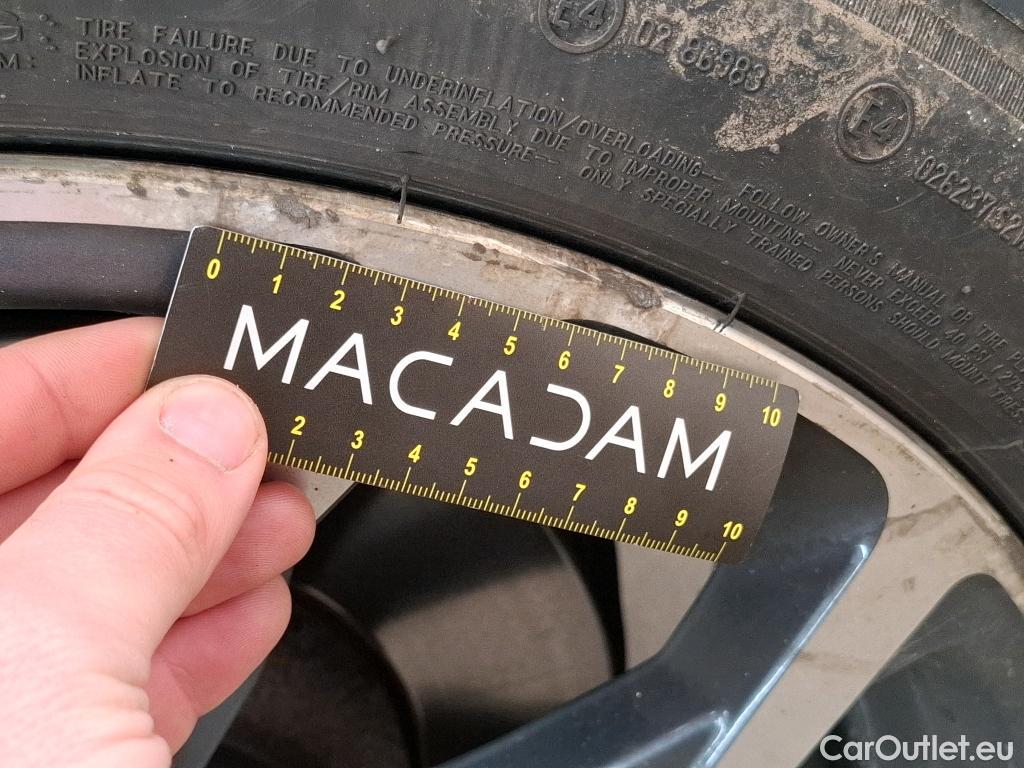 E4
02 86983
E4
TIRE FAILURE DUE TO UNDERINFLATION/OVERLOADING— FOLLOW OWNER'S MANUAL OR TIRE
EXPLOSION OF TIRE/RIM ASSEMBLY DUE TO IMPROPER MOUNTING— NEVER EXCEED 40 PSI
INFLATE TO RECOMMENDED PRESSURE— ONLY SPECIALLY TRAINED PERSONS SHOULD MOUNT TIRES
0 1 2 3 4 5 6 7 8 9 10
MACADAM
2 3 4 5 6 7 8 9 10
CarOutlet.eu